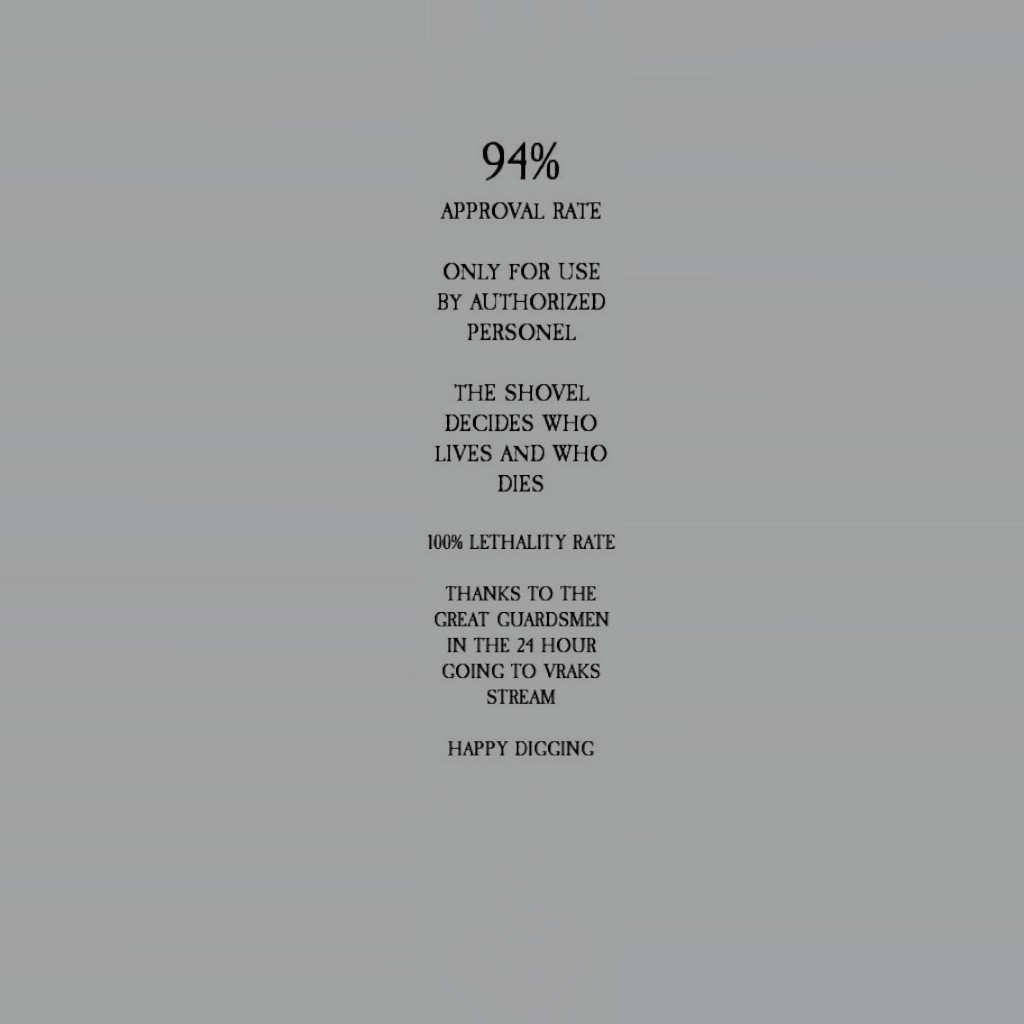 94%
APPROVAL RATE
ONLY FOR USE
BY AUTHORIZED
PERSONEL
THE SHOVEL
DECIDES WHO
LIVES AND WHO
DIES
100% LETHALITY RATE
THANKS TO THE
GREAT GUARDSMEN
IN THE 24 HOUR
GOING TO VRAKS
STREAM
HAPPY DIGGING